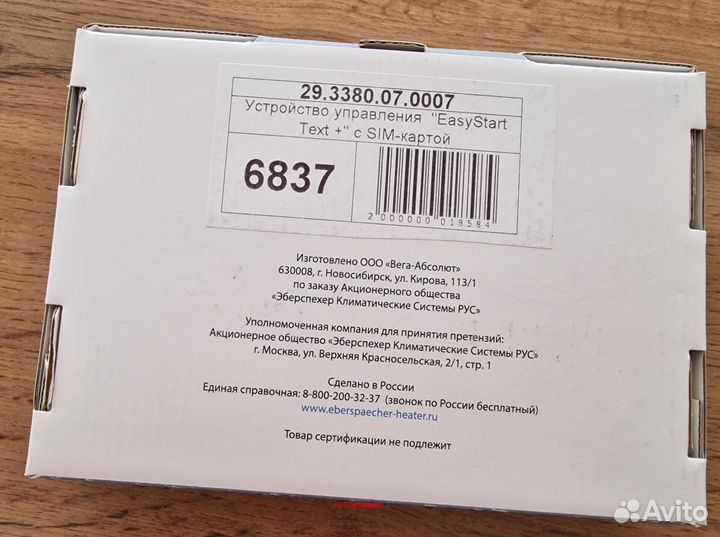 29.3380.07.0007
Устройство управления "EasyStart
Text +" с SIM-картой
6837
2 000000 018584
Изготовлено ООО «Вега-Абсолют»
630008, г. Новосибирск, ул. Кирова, 113/1
по заказу Акционерного общества
«Эберспехер Климатические Системы РУС»
Уполномоченная компания для принятия претензий:
Акционерное общество «Эберспехер Климатические Системы РУС»
г. Москва, ул. Верхняя Красносельская, 2/1, стр. 1
Сделано в России
Единая справочная: 8-800-200-32-37 (звонок по России бесплатный)
www.eberspaecher-heater.ru
Товар сертификации не подлежит
Avito